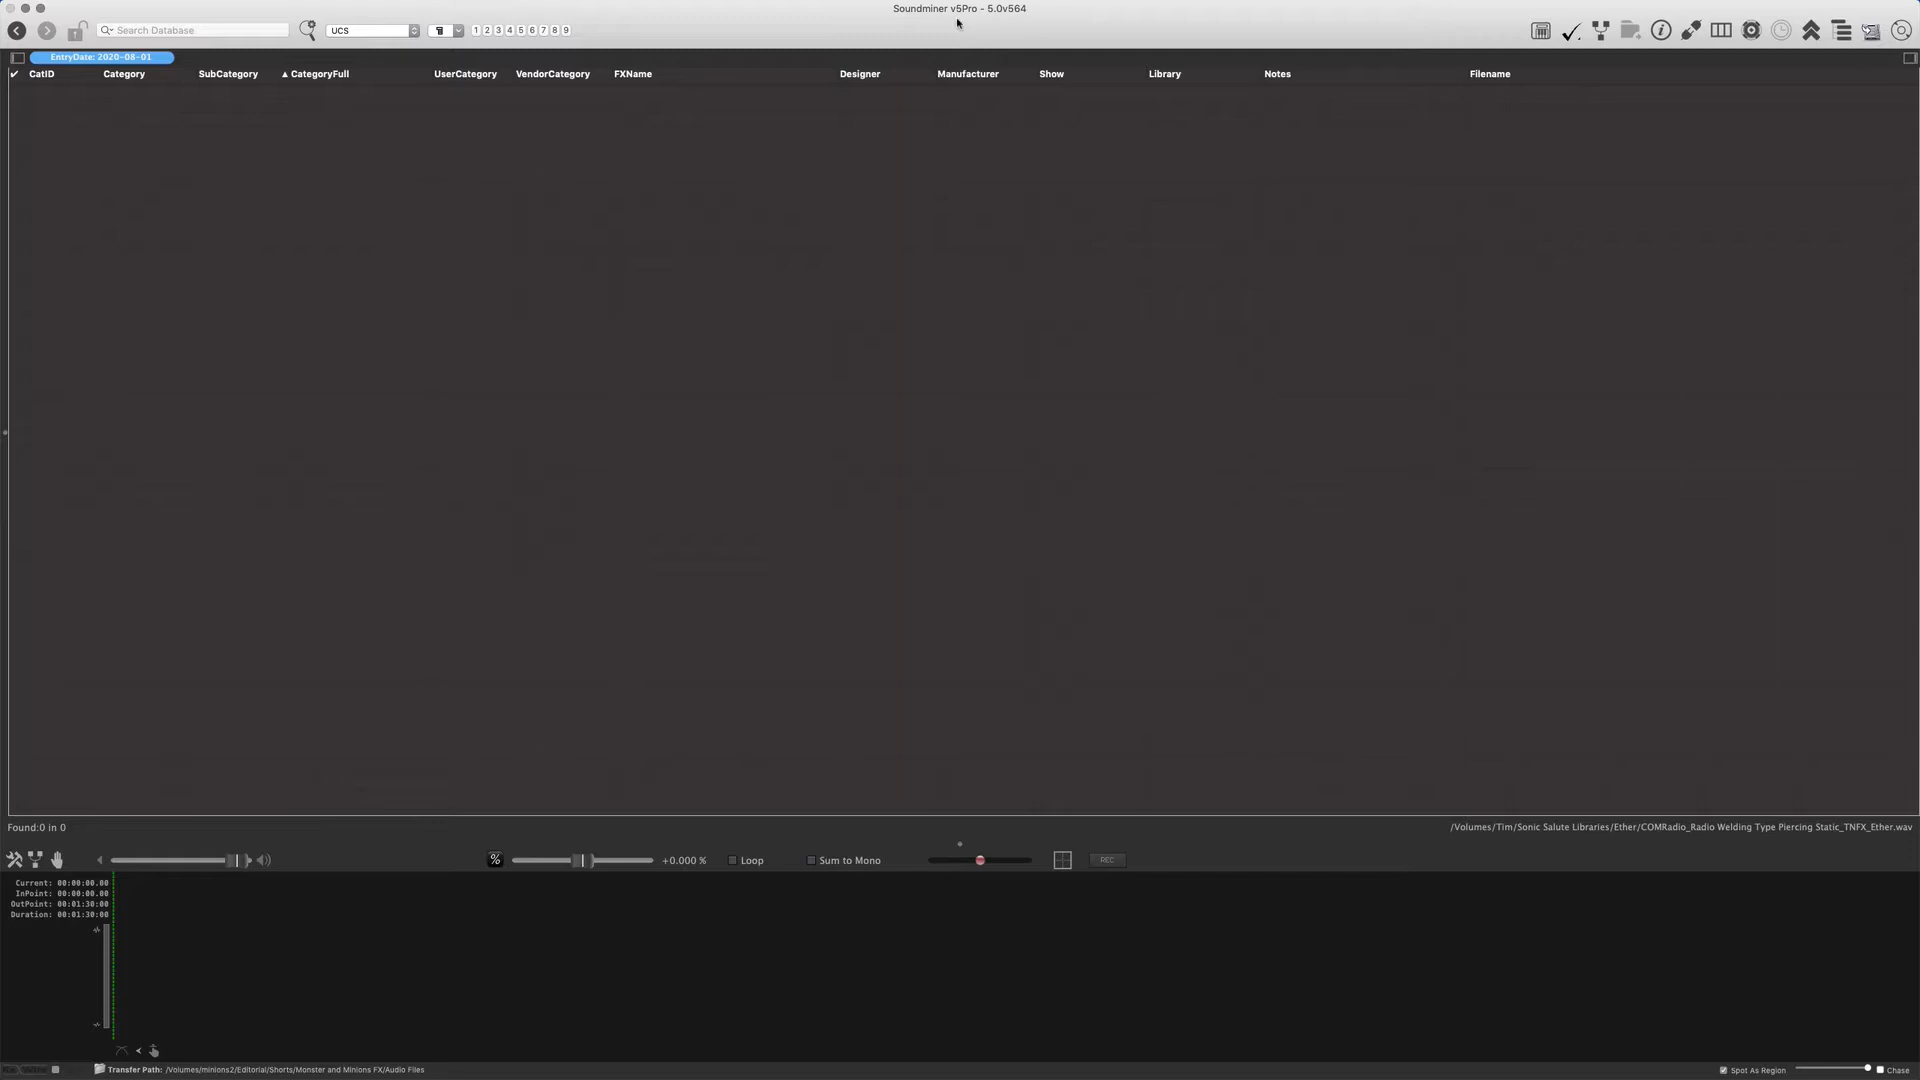 Soundminer v5Pro - 5.0v564
Search Database
UCS
1 2 3 4 5 6 7 8 9
EntryDate: 2020-08-01
CatID Category SubCategory ▲ CategoryFull UserCategory VendorCategory FXName Designer Manufacturer Show Library Notes Filename
Found:0 in 0
/Volumes/Tim/Sonic Salute Libraries/Ether/COMRadio_Radio Welding Type Piercing Static_TNFX_Ether.wav
% +0.000 % Loop Sum to Mono REC
Current: 00:00:00.00
InPoint: 00:00:00.00
OutPoint: 00:01:30:00
Duration: 00:01:30:00
Transfer Path: /Volumes/minions2/Editorial/Shorts/Monster and Minions FX/Audio Files
Spot As Region
Chase